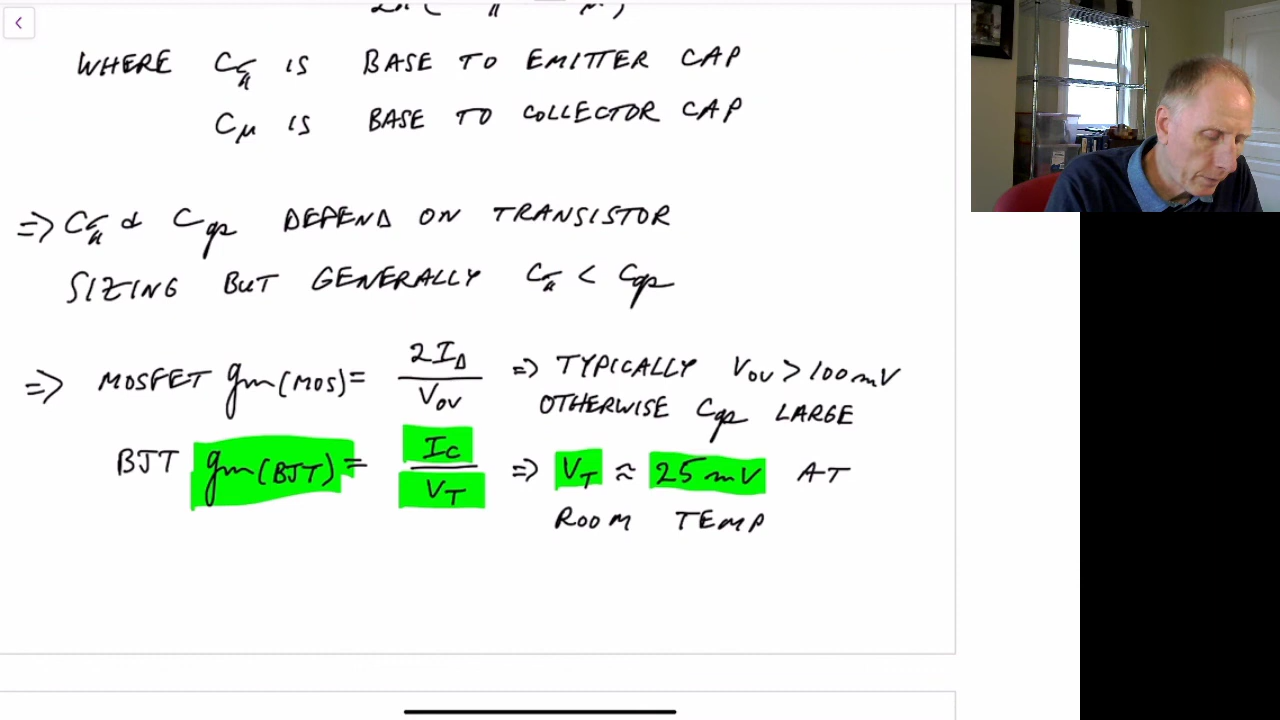 WHERE Cπ IS BASE TO EMITTER CAP
Cμ IS BASE TO COLLECTOR CAP
=> Cπ & Cgs DEPEND ON TRANSISTOR
SIZING BUT GENERALLY Cπ < Cgs
=> MOSFET gm(MOS) = 2ID / VOV => TYPICALLY VOV > 100mV
OTHERWISE Cgs LARGE
BJT gm(BJT) = IC / VT => VT ≈ 25mV AT
ROOM TEMP